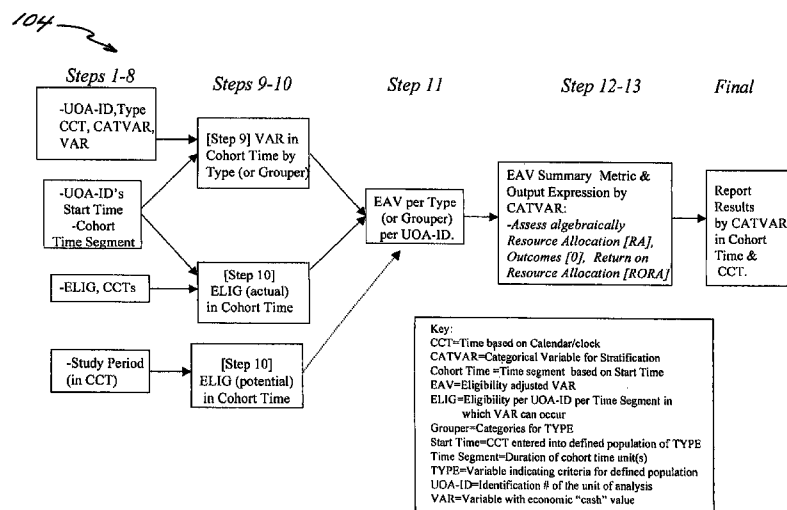 104
Steps 1-8
Steps 9-10
Step 11
Step 12-13
Final
-UOA-ID,Type
CCT, CATVAR,
VAR
-UOA-ID's
Start Time
-Cohort
Time Segment
-ELIG, CCTs
-Study Period
(in CCT)
[Step 9] VAR in
Cohort Time by
Type (or Grouper)
[Step 10]
ELIG (actual)
in Cohort Time
[Step 10]
ELIG (potential)
in Cohort Time
EAV per Type
(or Grouper)
per UOA-ID.
EAV Summary Metric &
Output Expression by
CATVAR:
-Assess algebraically
Resource Allocation [RA],
Outcomes [0], Return on
Resource Allocation [RORA]
Report
Results
by CATVAR
in Cohort
Time &
CCT.
Key:
CCT=Time based on Calendar/clock
CATVAR=Categorical Variable for Stratification
Cohort Time =Time segment based on Start Time
EAV=Eligibility adjusted VAR
ELIG=Eligibility per UOA-ID per Time Segment in
which VAR can occur
Grouper=Categories for TYPE
Start Time=CCT entered into defined population of TYPE
Time Segment=Duration of cohort time unit(s)
TYPE=Variable indicating criteria for defined population
UOA-ID=Identification # of the unit of analysis
VAR=Variable with economic "cash" value